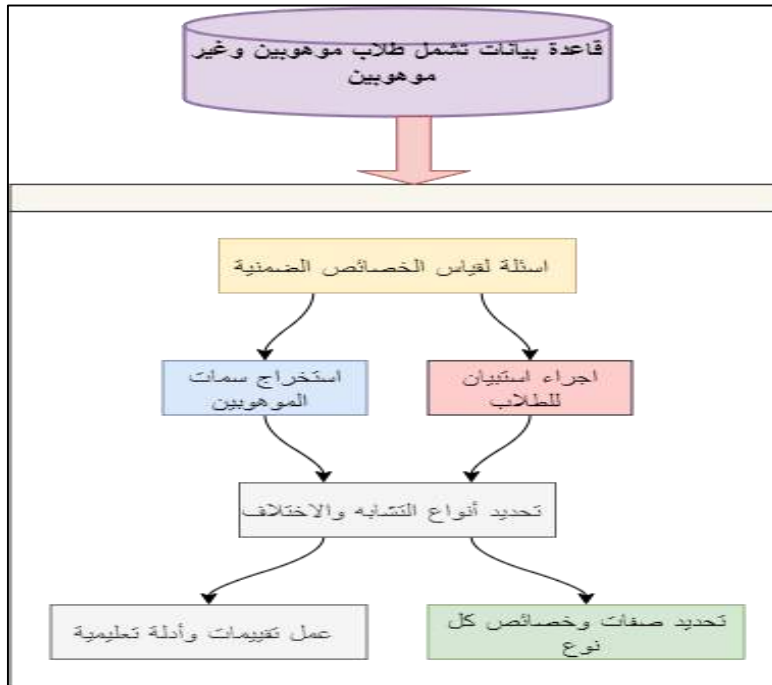 قاعدة بيانات تشمل طلاب موهوبين وغير
موهوبين
اسئلة لقياس الخصائص الضمنية
اجراء استبيان
للطلاب
استخراج سمات
الموهوبين
تحديد أنواع التشابه والاختلاف
تحديد صفات وخصائص كل
نوع
عمل تقييمات وأدلة تعليمية